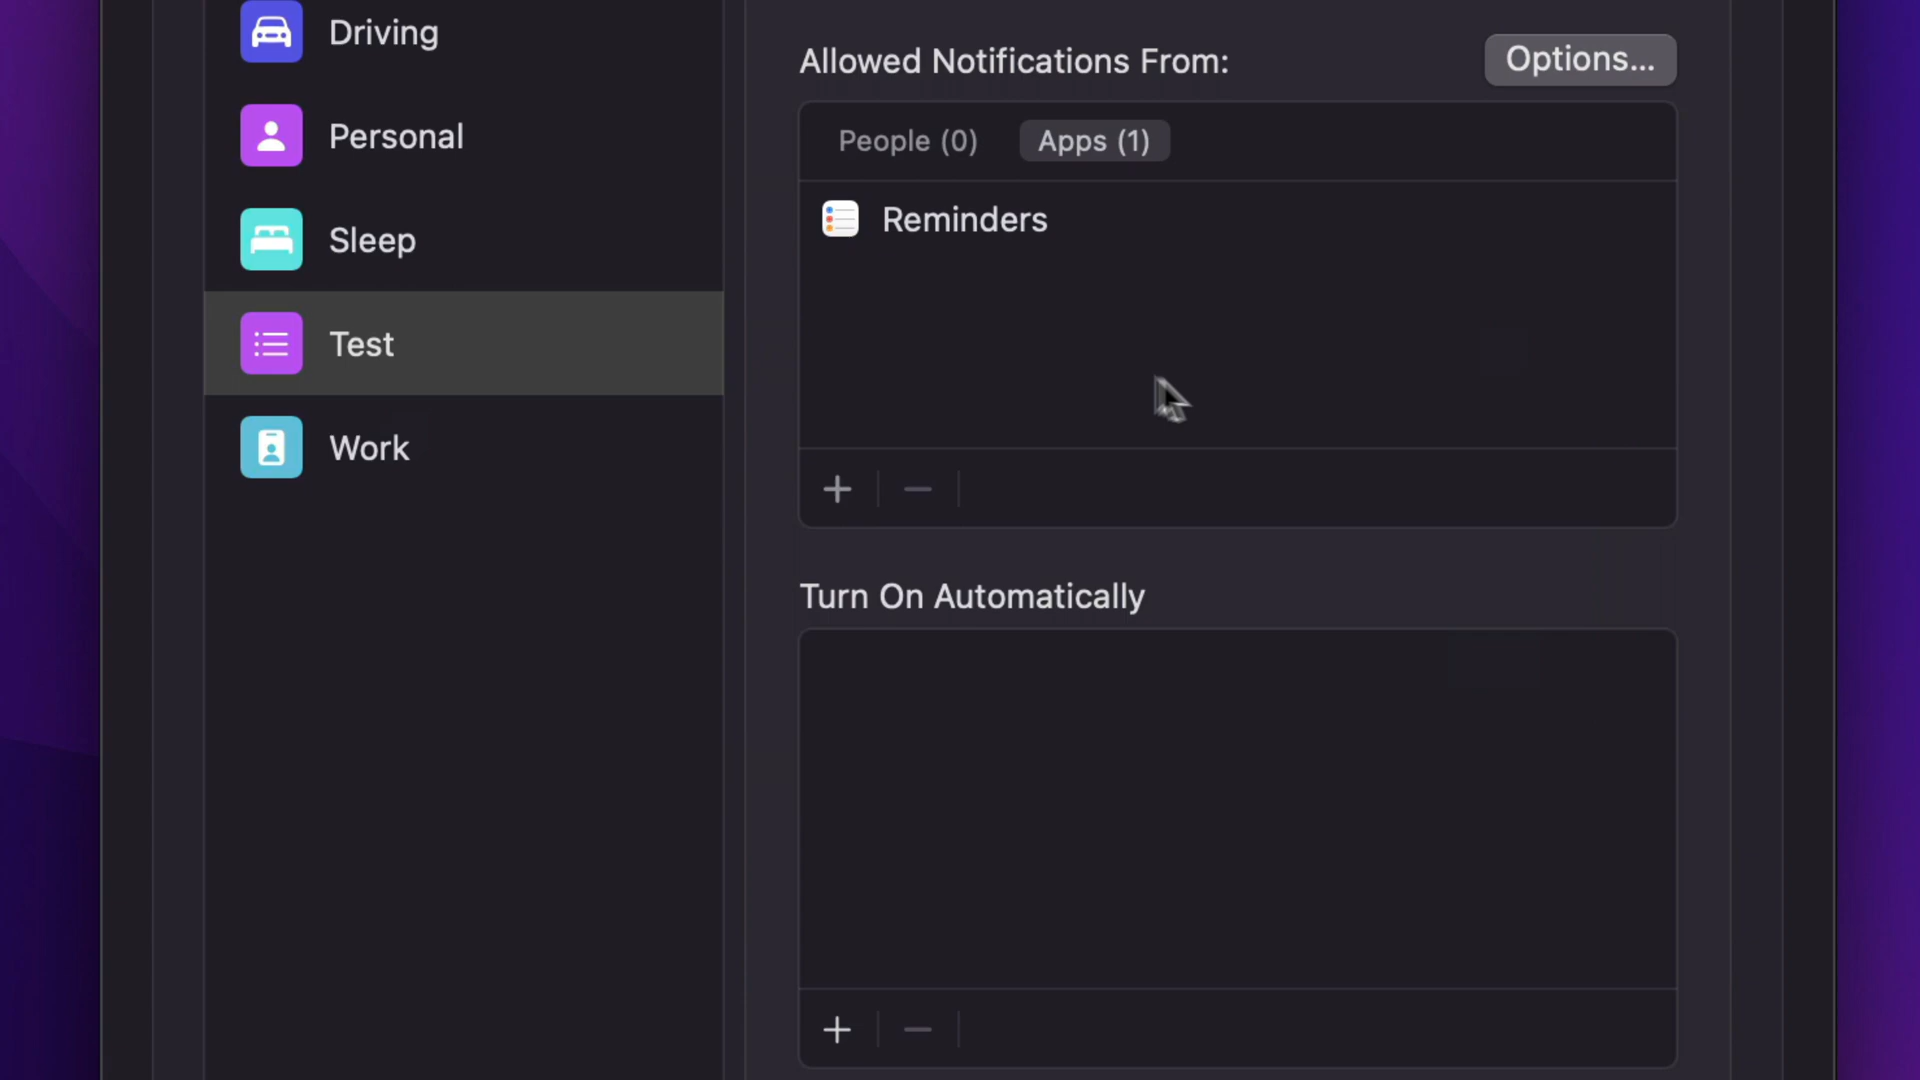 Driving
Personal
Sleep
Test
Work
Allowed Notifications From:
Options...
People (0)
Apps (1)
Reminders
Turn On Automatically